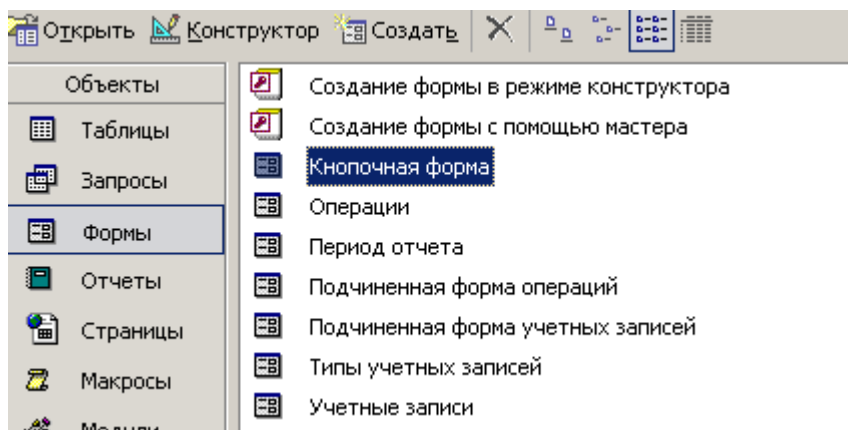 Открыть Конструктор Создать
Объекты
Таблицы
Запросы
Формы
Отчеты
Страницы
Макросы
Модули
Создание формы в режиме конструктора
Создание формы с помощью мастера
Кнопочная форма
Операции
Период отчета
Подчиненная форма операций
Подчиненная форма учетных записей
Типы учетных записей
Учетные записи